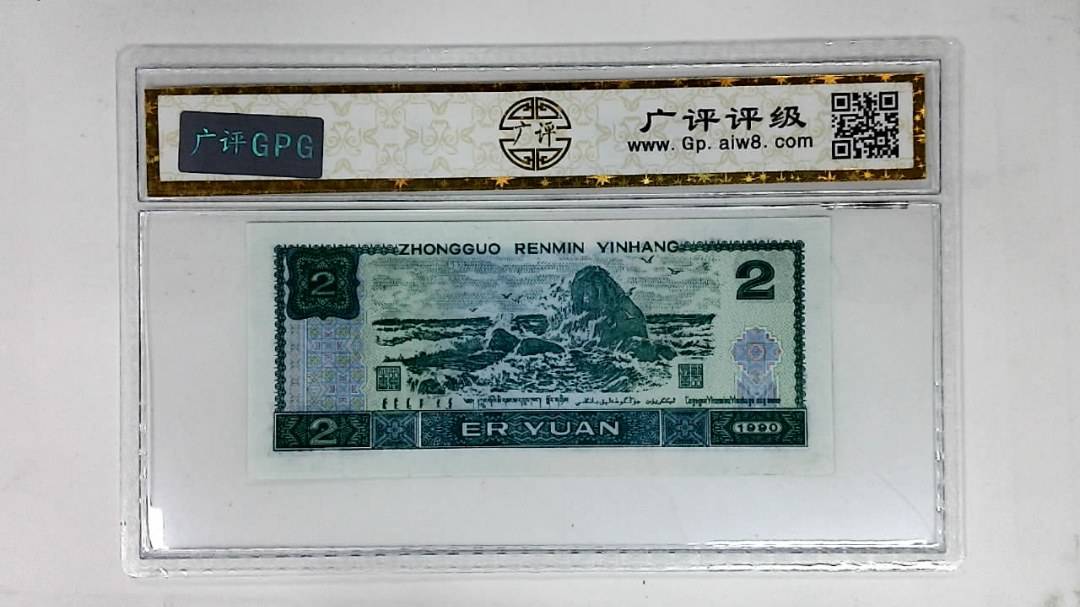 广评GPG
广评
广评评级
www.Gp.aiw8.com
ZHONGGUO RENMIN YINHANG
2
2
2
ER YUAN
1990